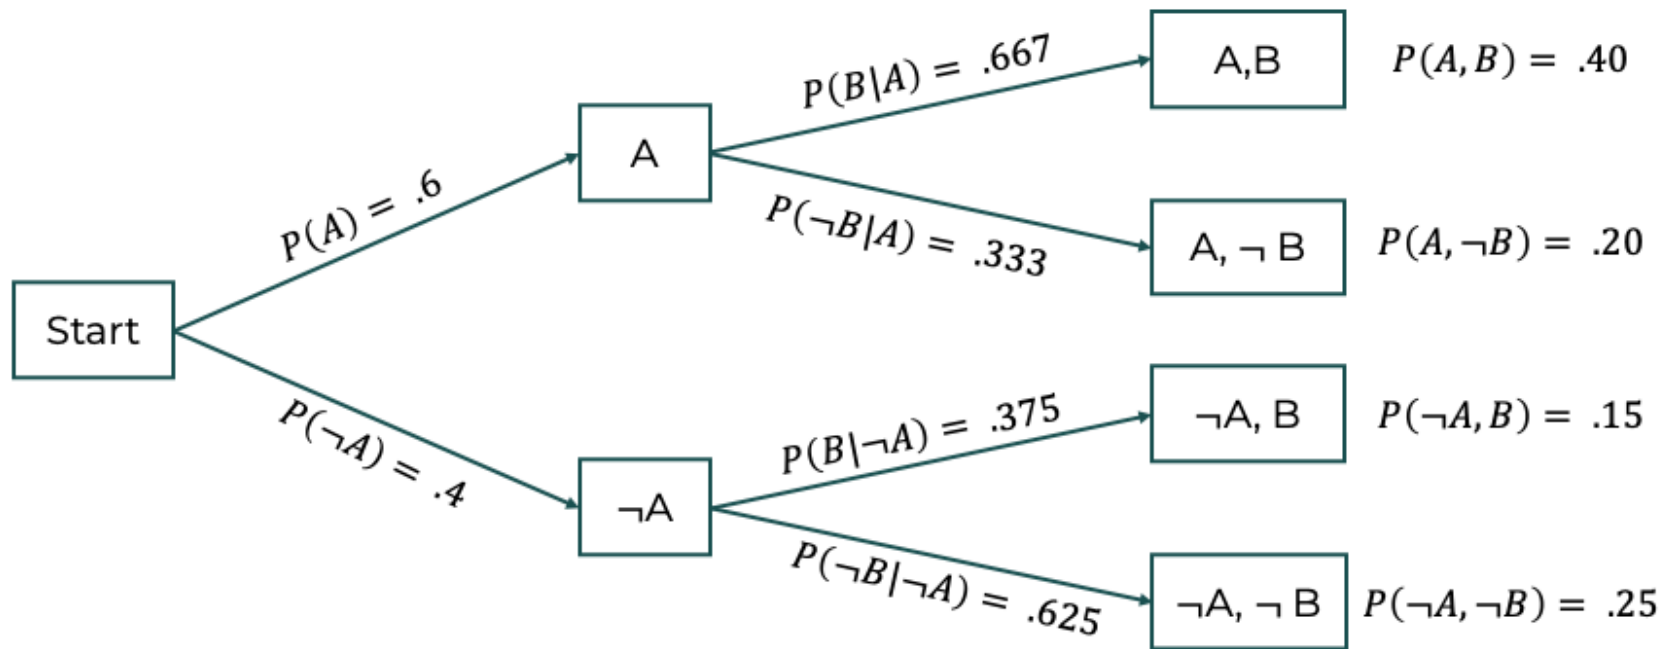 P(B|A) = .667
A,B
P(A, B) = .40
P(A) = .6
A
P(¬B|A) = .333
A, ¬ B
P(A, ¬B) = .20
Start
P(¬A) = .4
¬A
P(B|¬A) = .375
¬A, B
P(¬A, B) = .15
P(¬B|¬A) = .625
¬A, ¬ B
P(¬A, ¬B) = .25